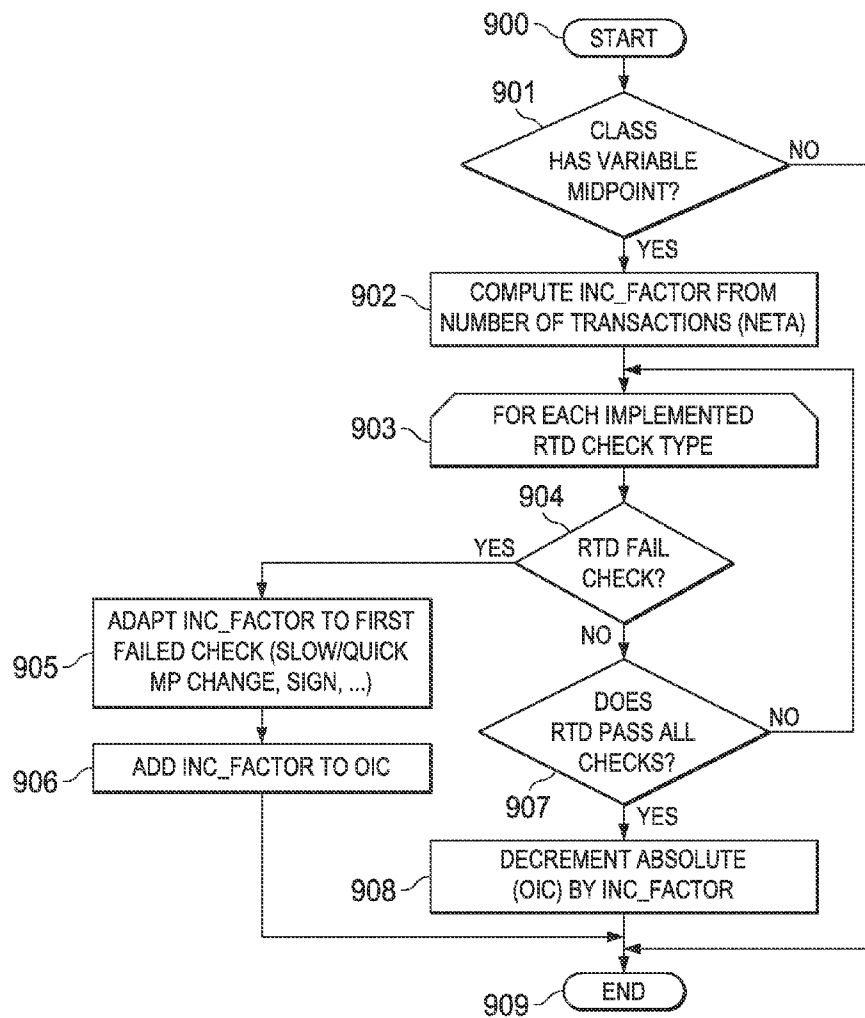 900
START
901
CLASS
HAS VARIABLE
MIDPOINT?
NO
YES
902
COMPUTE INC_FACTOR FROM
NUMBER OF TRANSACTIONS (NETA)
903
FOR EACH IMPLEMENTED
RTD CHECK TYPE
904
YES
RTD FAIL
CHECK?
NO
905
ADAPT INC_FACTOR TO FIRST
FAILED CHECK (SLOW/QUICK
MP CHANGE, SIGN, ...)
906
ADD INC_FACTOR TO OIC
DOES
RTD PASS ALL
CHECKS?
NO
907
YES
908
DECREMENT ABSOLUTE
(OIC) BY INC_FACTOR
909
END